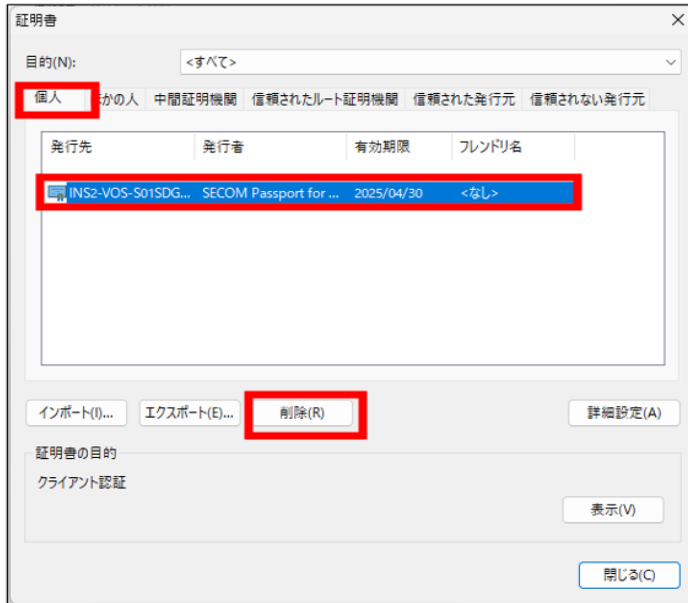 証明書
目的(N): <すべて>
個人 ほかの人 中間証明機関 信頼されたルート証明機関 信頼された発行元 信頼されない発行元
発行先 発行者 有効期限 フレンドリ名
INS2-VOS-S01SDG... SECOM Passport for ... 2025/04/30 <なし>
インポート(I)... エクスポート(E)... 削除(R) 詳細設定(A)
証明書の目的
クライアント認証
表示(V)
閉じる(C)